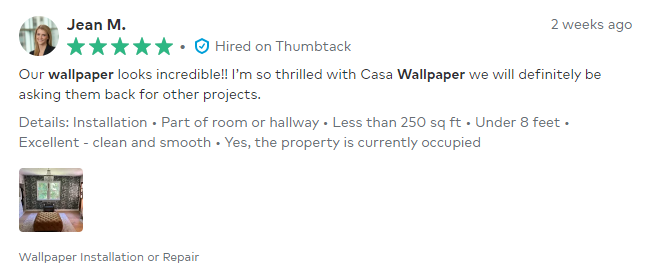 Jean M.
2 weeks ago
• Hired on Thumbtack
Our wallpaper looks incredible!! I'm so thrilled with Casa Wallpaper we will definitely be
asking them back for other projects.
Details: Installation • Part of room or hallway • Less than 250 sq ft • Under 8 feet •
Excellent - clean and smooth • Yes, the property is currently occupied
Wallpaper Installation or Repair